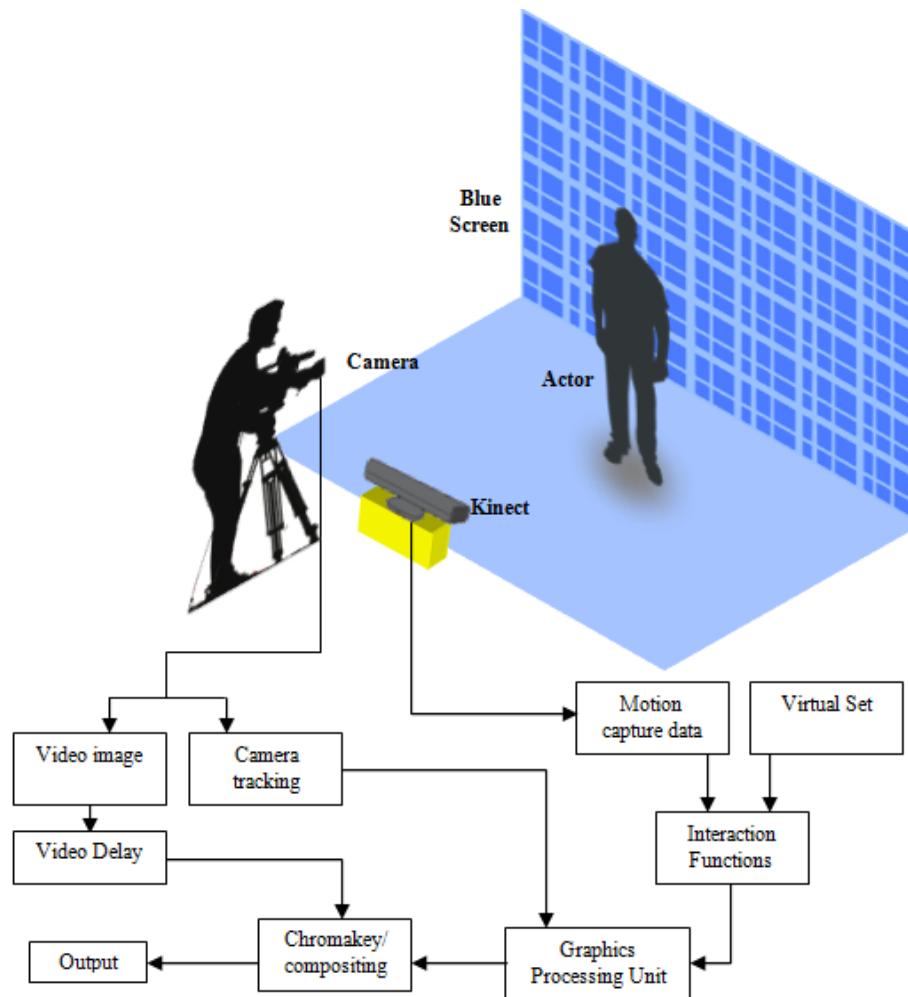 Blue
Screen
Camera
Actor
Kinect
Motion
capture data
Virtual Set
Video image
Camera
tracking
Interaction
Functions
Video Delay
Chromakey/
compositing
Graphics
Processing Unit
Output